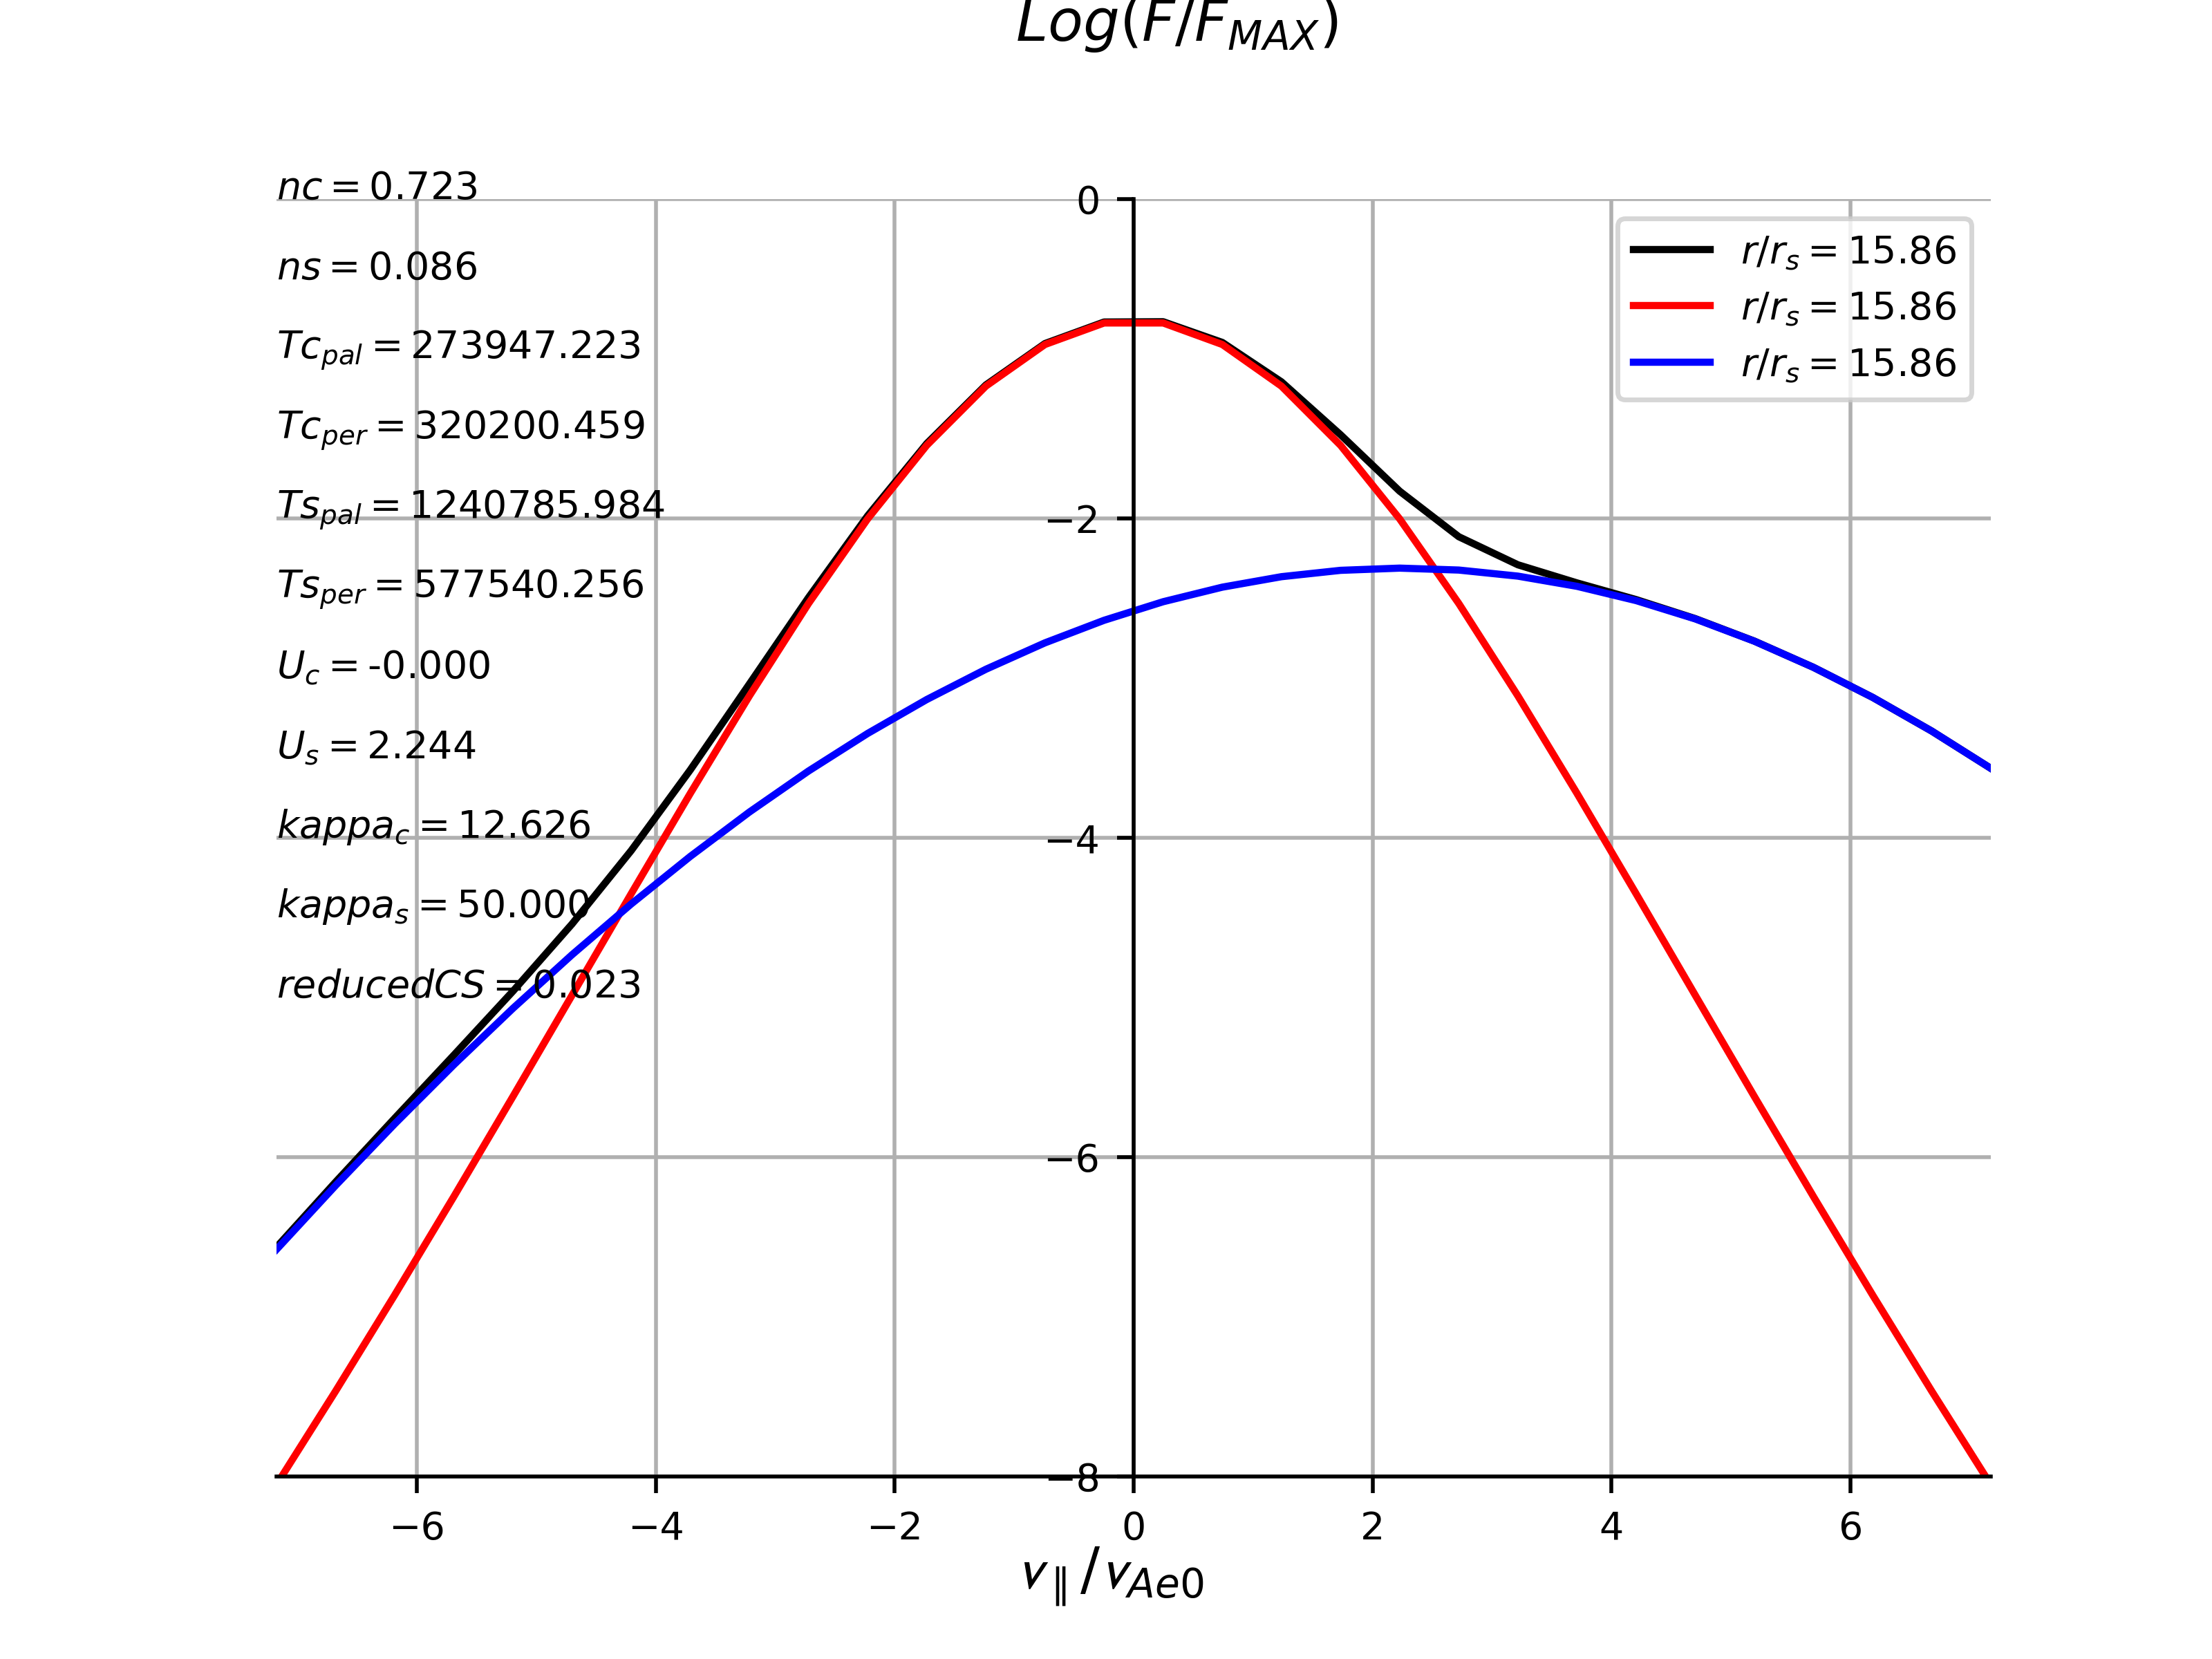 Log(F/F_MAX)
nc = 0.723
ns = 0.086
Tc_pal = 273947.223
Tc_per = 320200.459
Ts_pal = 1240785.984
Ts_per = 577540.256
U_c = -0.000
U_s = 2.244
kappa_c = 12.626
kappa_s = 50.000
reducedCS = 0.023
r/r_s = 15.86
r/r_s = 15.86
r/r_s = 15.86
0
−2
−4
−6
−8
−6 −4 −2 0 2 4 6
v_∥/v_Ae0